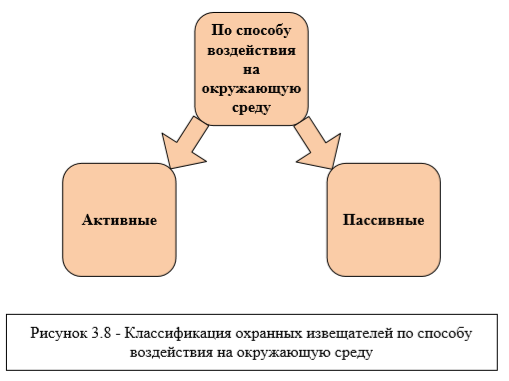 По способу
воздействия
на
окружающую
среду
Активные
Пассивные
Рисунок 3.8 - Классификация охранных извещателей по способу
воздействия на окружающую среду